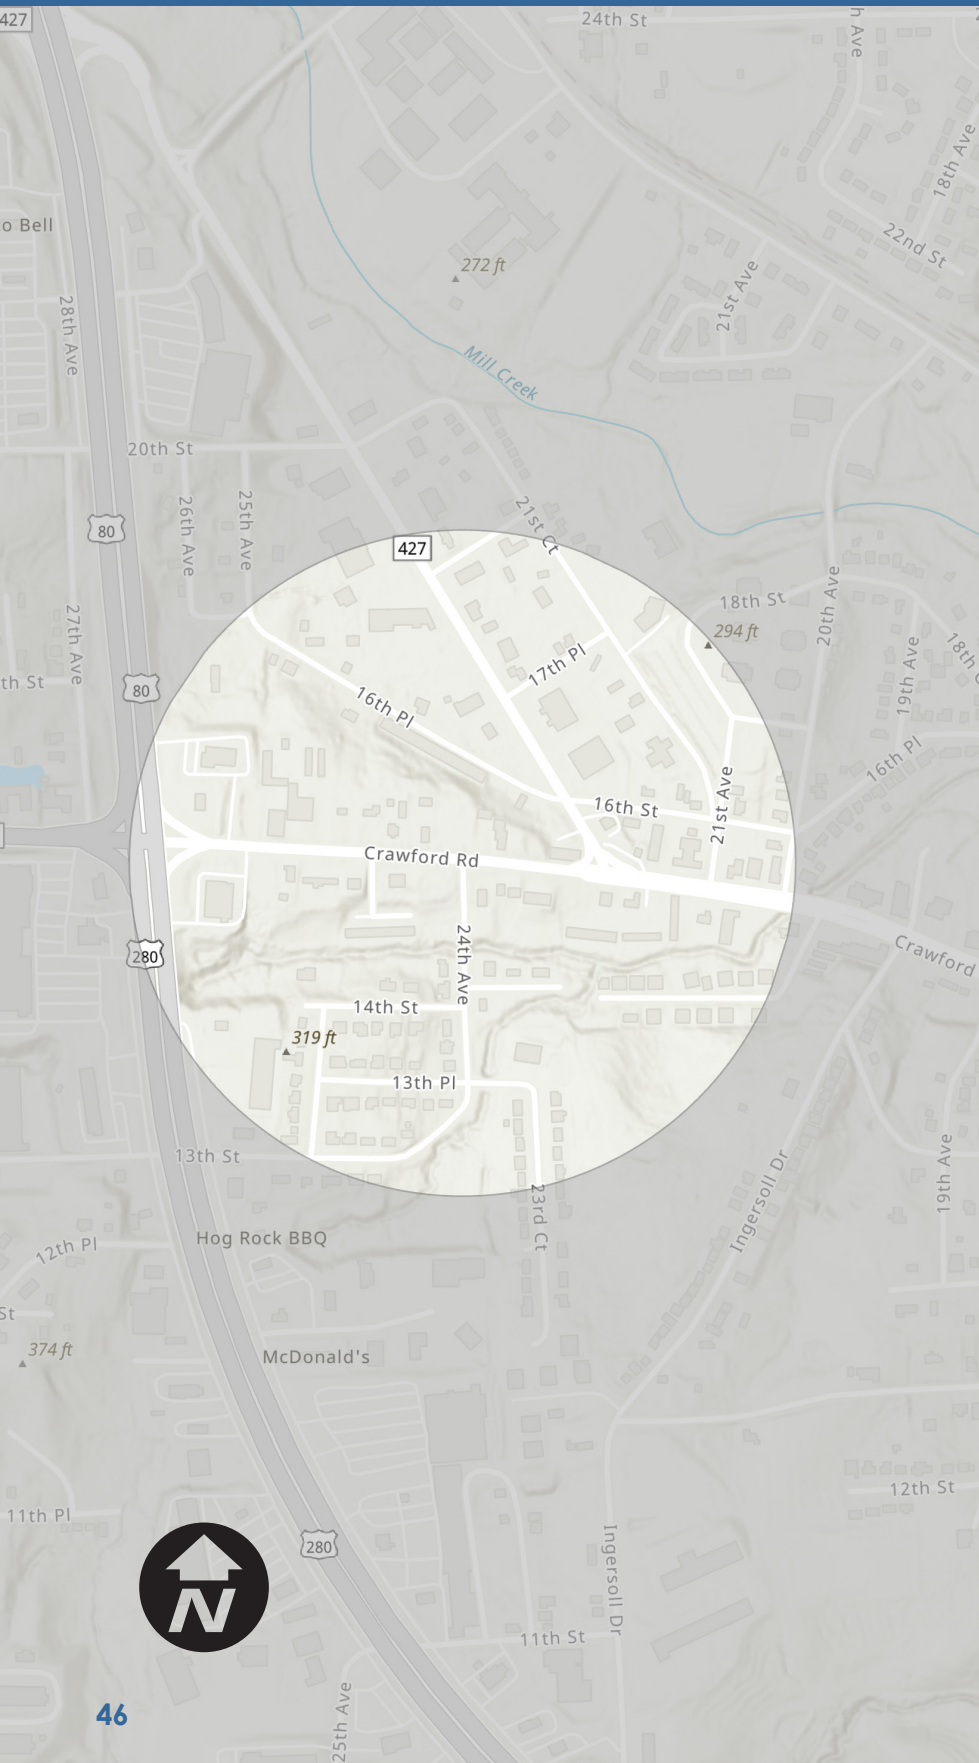 427
24th St
h Ave
18th Ave
o Bell
22nd St
272 ft
21st Ave
28th Ave
Mill Creek
20th St
26th Ave
25th Ave
21st Ct
80
427
18th St
20th Ave
294 ft
27th Ave
19th Ave
18th
th St
80
17th Pl
16th Pl
16th Pl
16th St
21st Ave
Crawford Rd
24th Ave
Crawford
280
14th St
319 ft
13th Pl
13th St
19th Ave
Ingersoll Dr
23rd Ct
Hog Rock BBQ
12th Pl
St
374 ft
McDonald's
12th St
11th Pl
280
N
Ingersoll Dr
11th St
25th Ave
46